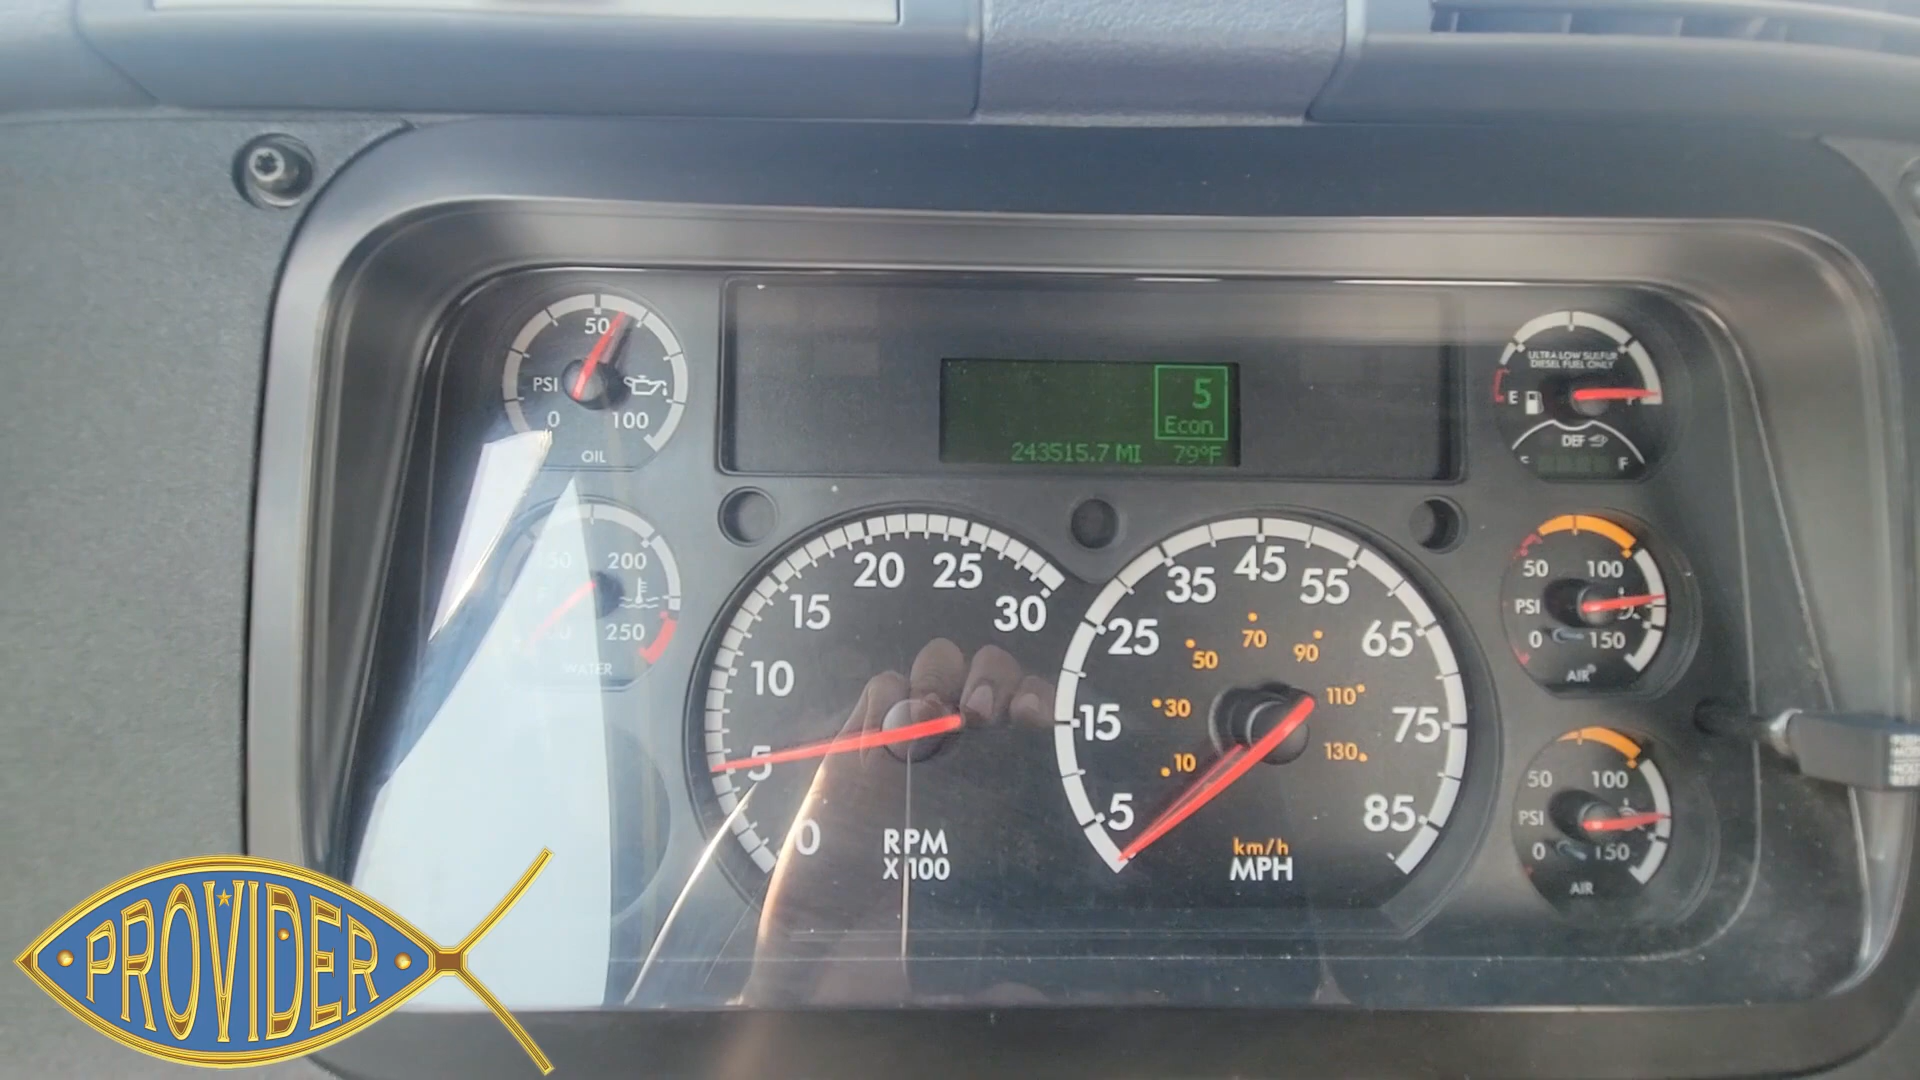 50
PSI
0 100
OIL
5
Econ
243515.7 MI 79°F
ULTRA LOW SULFUR
DIESEL FUEL ONLY
E F
DEF
F
200
250
WATER
0 5 10 15 20 25 30
RPM
X 100
5 15 25 35 45 55 65 75 85
10 30 50 70 90 110 130
km/h
MPH
50 100
PSI
0 150
AIR
50 100
PSI
0 150
AIR
PROVIDER